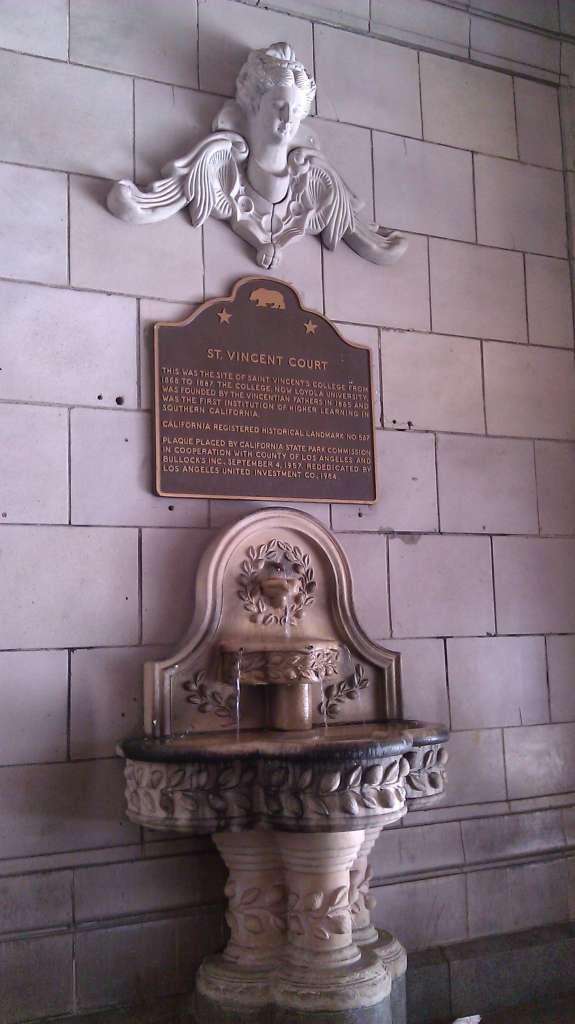 ST. VINCENT COURT
THIS WAS THE SITE OF SAINT VINCENT'S COLLEGE FROM
1868 TO 1887. THE COLLEGE, NOW LOYOLA UNIVERSITY,
WAS FOUNDED BY THE VINCENTIAN FATHERS IN 1865 AND
WAS THE FIRST INSTITUTION OF HIGHER LEARNING IN
SOUTHERN CALIFORNIA.
CALIFORNIA REGISTERED HISTORICAL LANDMARK NO. 567
PLAQUE PLACED BY CALIFORNIA STATE PARK COMMISSION
IN COOPERATION WITH COUNTY OF LOS ANGELES AND
BULLOCK'S INC., SEPTEMBER 4, 1957. REDEDICATED BY
LOS ANGELES UNITED INVESTMENT CO., 1984.